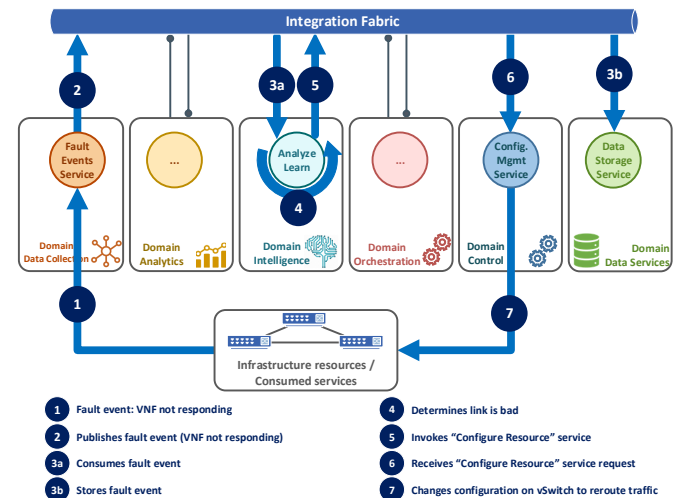 Integration Fabric
2
3a
5
6
3b
Fault
Events
Service
...
Analyze
Learn
...
Config.
Mgmt
Service
Data
Storage
Service
4
Domain
Data Collection
Domain
Analytics
Domain
Intelligence
Domain
Orchestration
Domain
Control
Domain
Data Services
1
7
Infrastructure resources /
Consumed services
1 Fault event: VNF not responding
2 Publishes fault event (VNF not responding)
3a Consumes fault event
3b Stores fault event
4 Determines link is bad
5 Invokes “Configure Resource” service
6 Receives “Configure Resource” service request
7 Changes configuration on vSwitch to reroute traffic